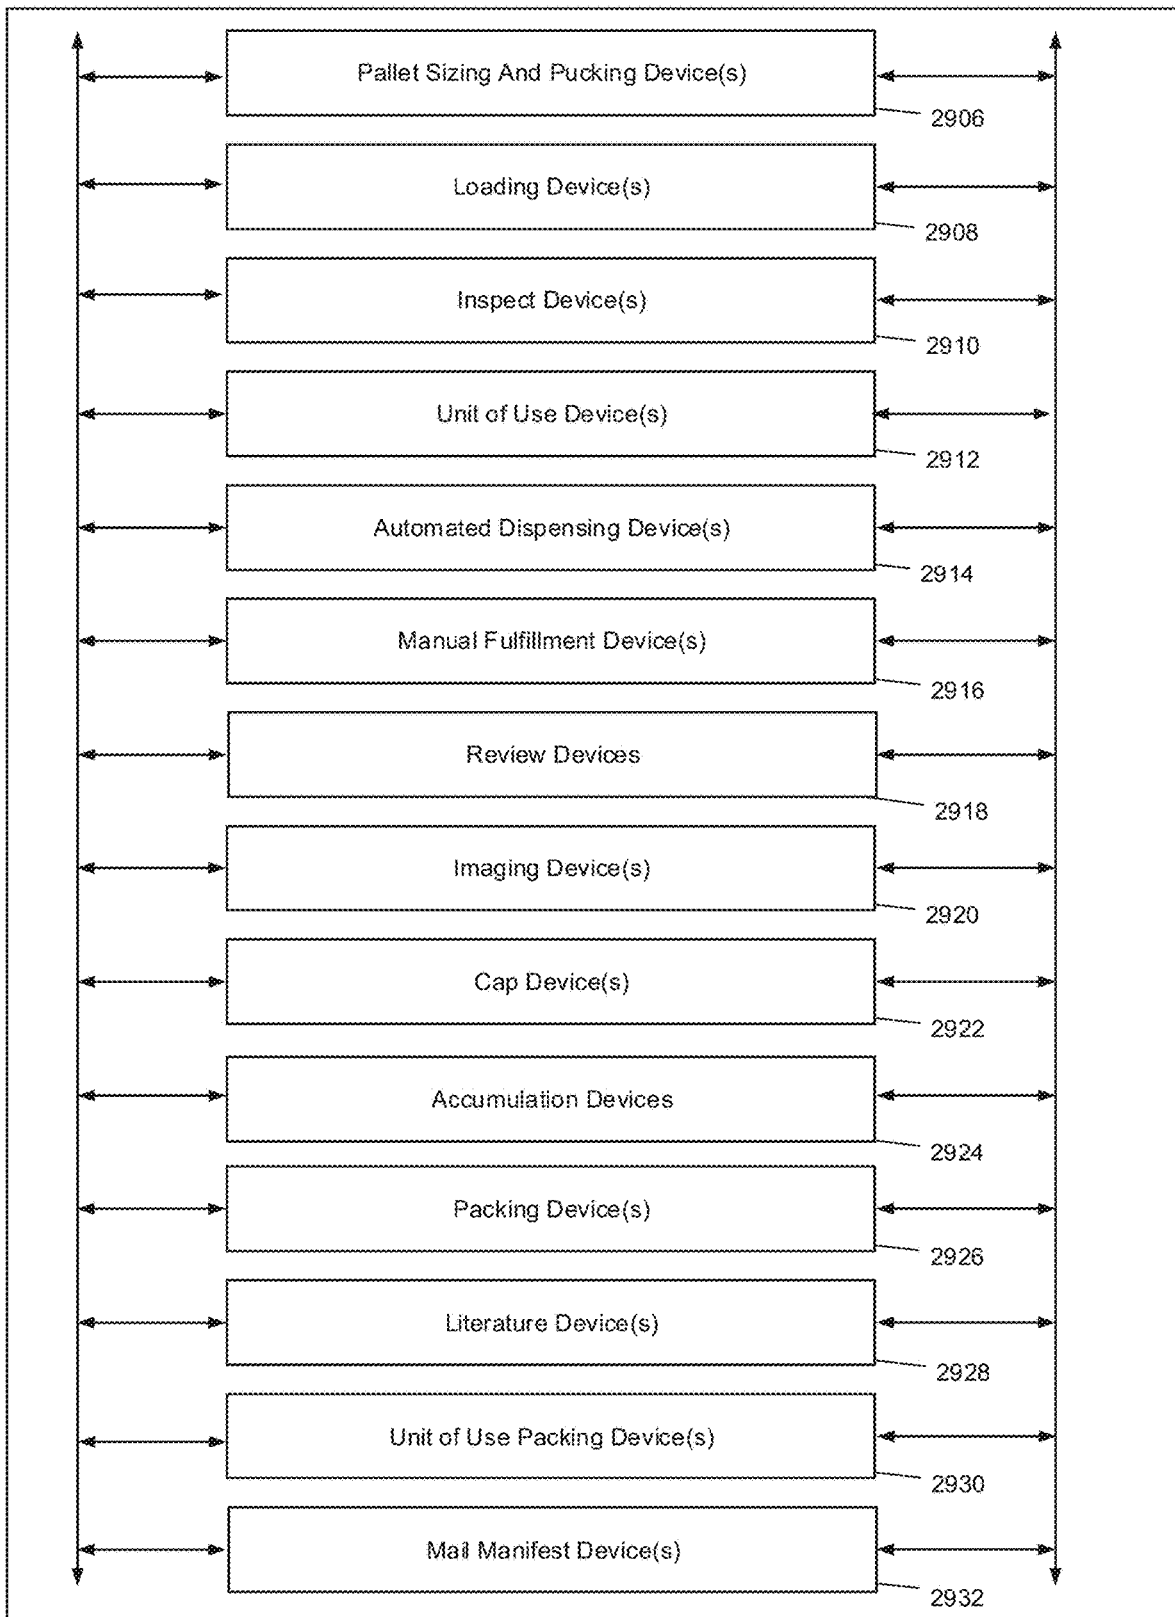 Pallet Sizing And Pucking Device(s)
2906
Loading Device(s)
2908
Inspect Device(s)
2910
Unit of Use Device(s)
2912
Automated Dispensing Device(s)
2914
Manual Fulfillment Device(s)
2916
Review Devices
2918
Imaging Device(s)
2920
Cap Device(s)
2922
Accumulation Devices
2924
Packing Device(s)
2926
Literature Device(s)
2928
Unit of Use Packing Device(s)
2930
Mail Manifest Device(s)
2932